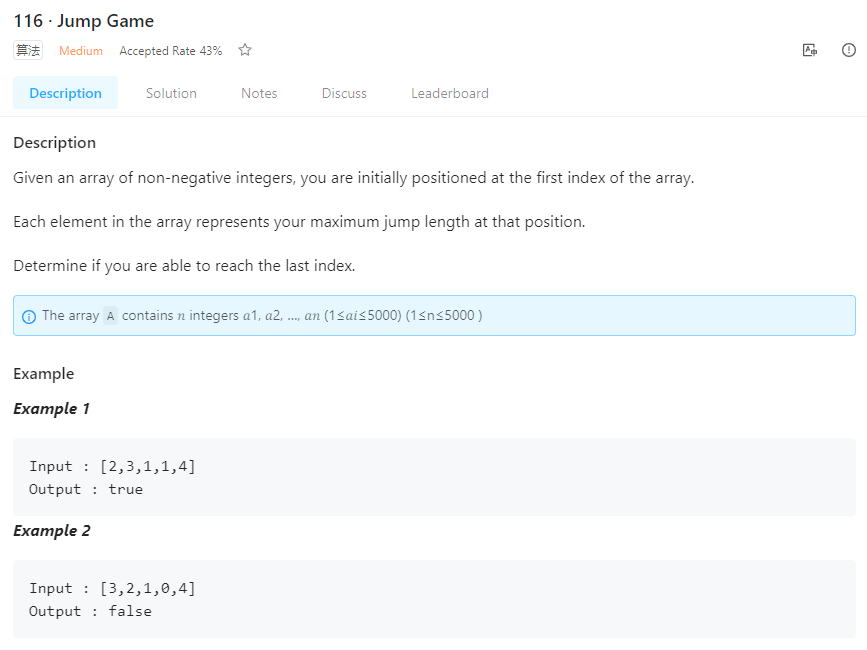 116 · Jump Game
算法 Medium Accepted Rate 43%
Description Solution Notes Discuss Leaderboard
Description
Given an array of non-negative integers, you are initially positioned at the first index of the array.
Each element in the array represents your maximum jump length at that position.
Determine if you are able to reach the last index.
The array A contains n integers a1, a2, ..., an (1≤ai≤5000) (1≤n≤5000 )
Example
Example 1
Input : [2,3,1,1,4]
Output : true
Example 2
Input : [3,2,1,0,4]
Output : false